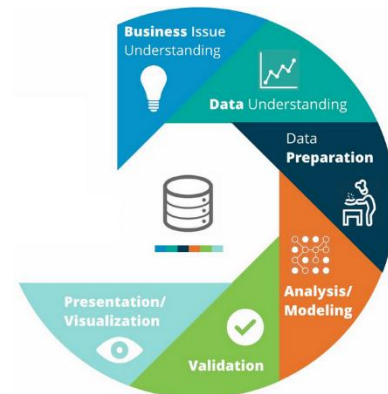 Business Issue
Understanding
Data Understanding
Data
Preparation
Analysis/
Modeling
Validation
Presentation/
Visualization